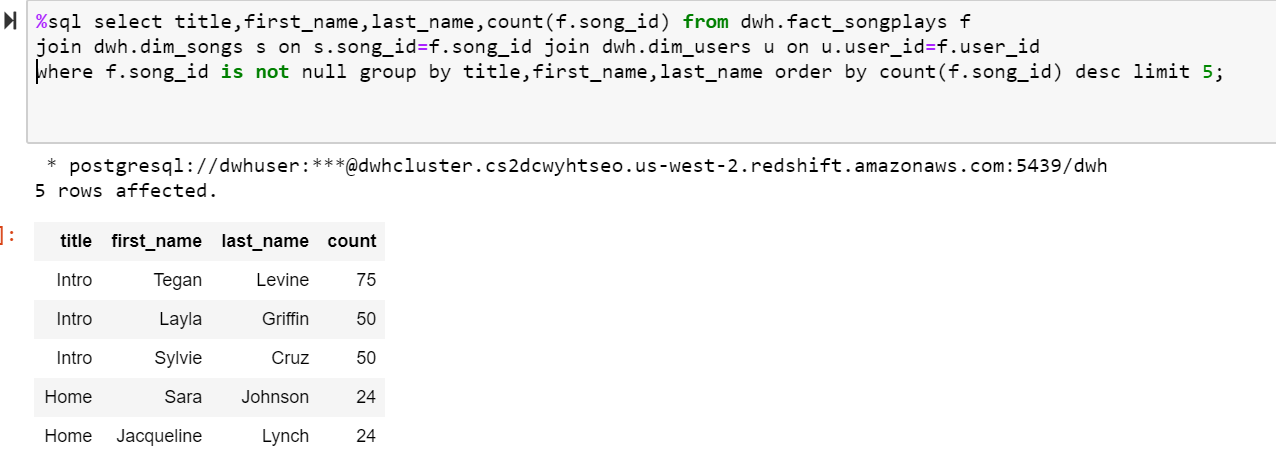 %sql select title,first_name,last_name,count(f.song_id) from dwh.fact_songplays f
join dwh.dim_songs s on s.song_id=f.song_id join dwh.dim_users u on u.user_id=f.user_id
where f.song_id is not null group by title,first_name,last_name order by count(f.song_id) desc limit 5;
* postgresql://dwhuser:***@dwhcluster.cs2dcwyhtseo.us-west-2.redshift.amazonaws.com:5439/dwh
5 rows affected.
]:
title first_name last_name count
Intro Tegan Levine 75
Intro Layla Griffin 50
Intro Sylvie Cruz 50
Home Sara Johnson 24
Home Jacqueline Lynch 24